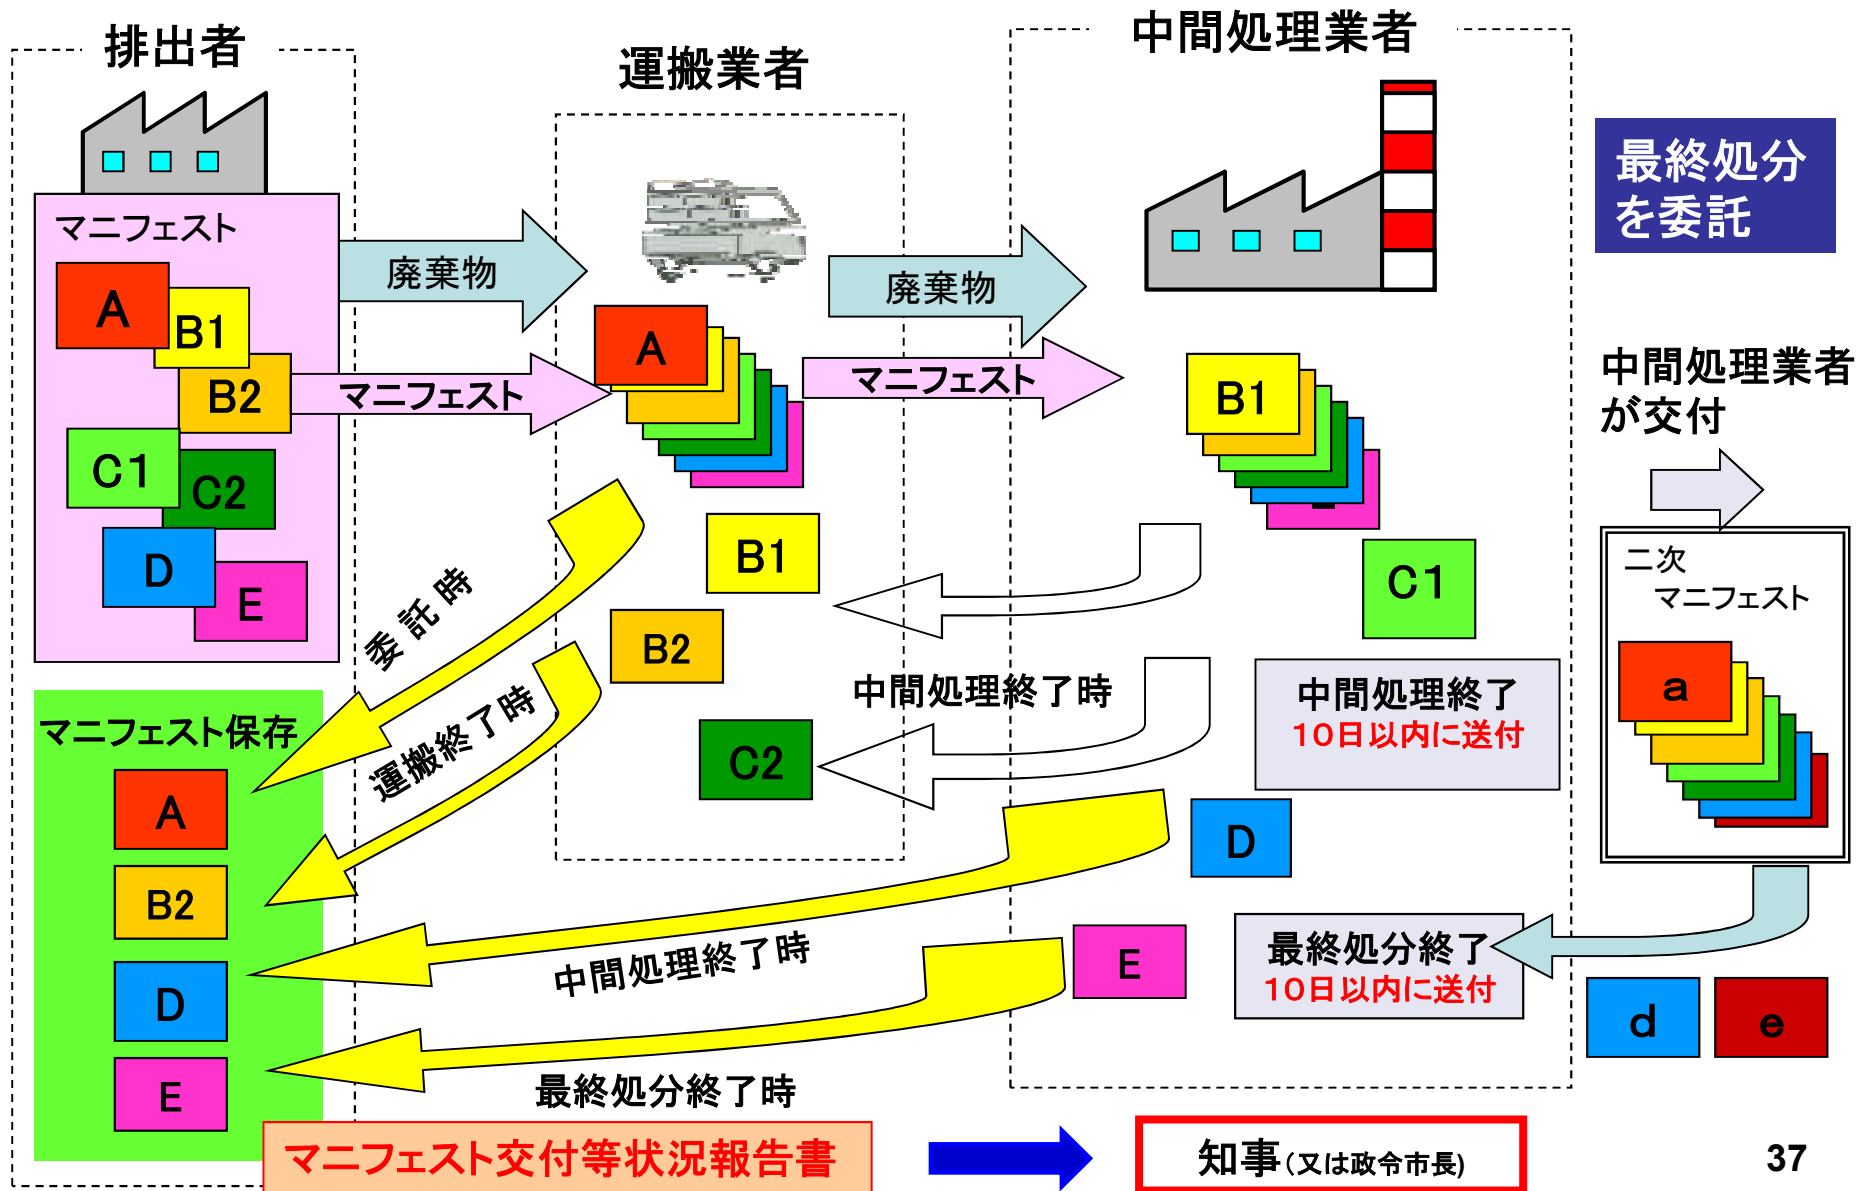 排出者
運搬業者
中間処理業者
最終処分
を委託
マニフェスト
A
B1
B2
C1
C2
D
E
廃棄物
マニフェスト
A
廃棄物
マニフェスト
B1
C1
中間処理業者
が交付
二次
マニフェスト
a
委託時
B1
B2
運搬終了時
中間処理終了時
C2
中間処理終了
10日以内に送付
マニフェスト保存
A
B2
D
E
D
中間処理終了時
E
最終処分終了
10日以内に送付
d
e
最終処分終了時
マニフェスト交付等状況報告書
知事(又は政令市長)
37